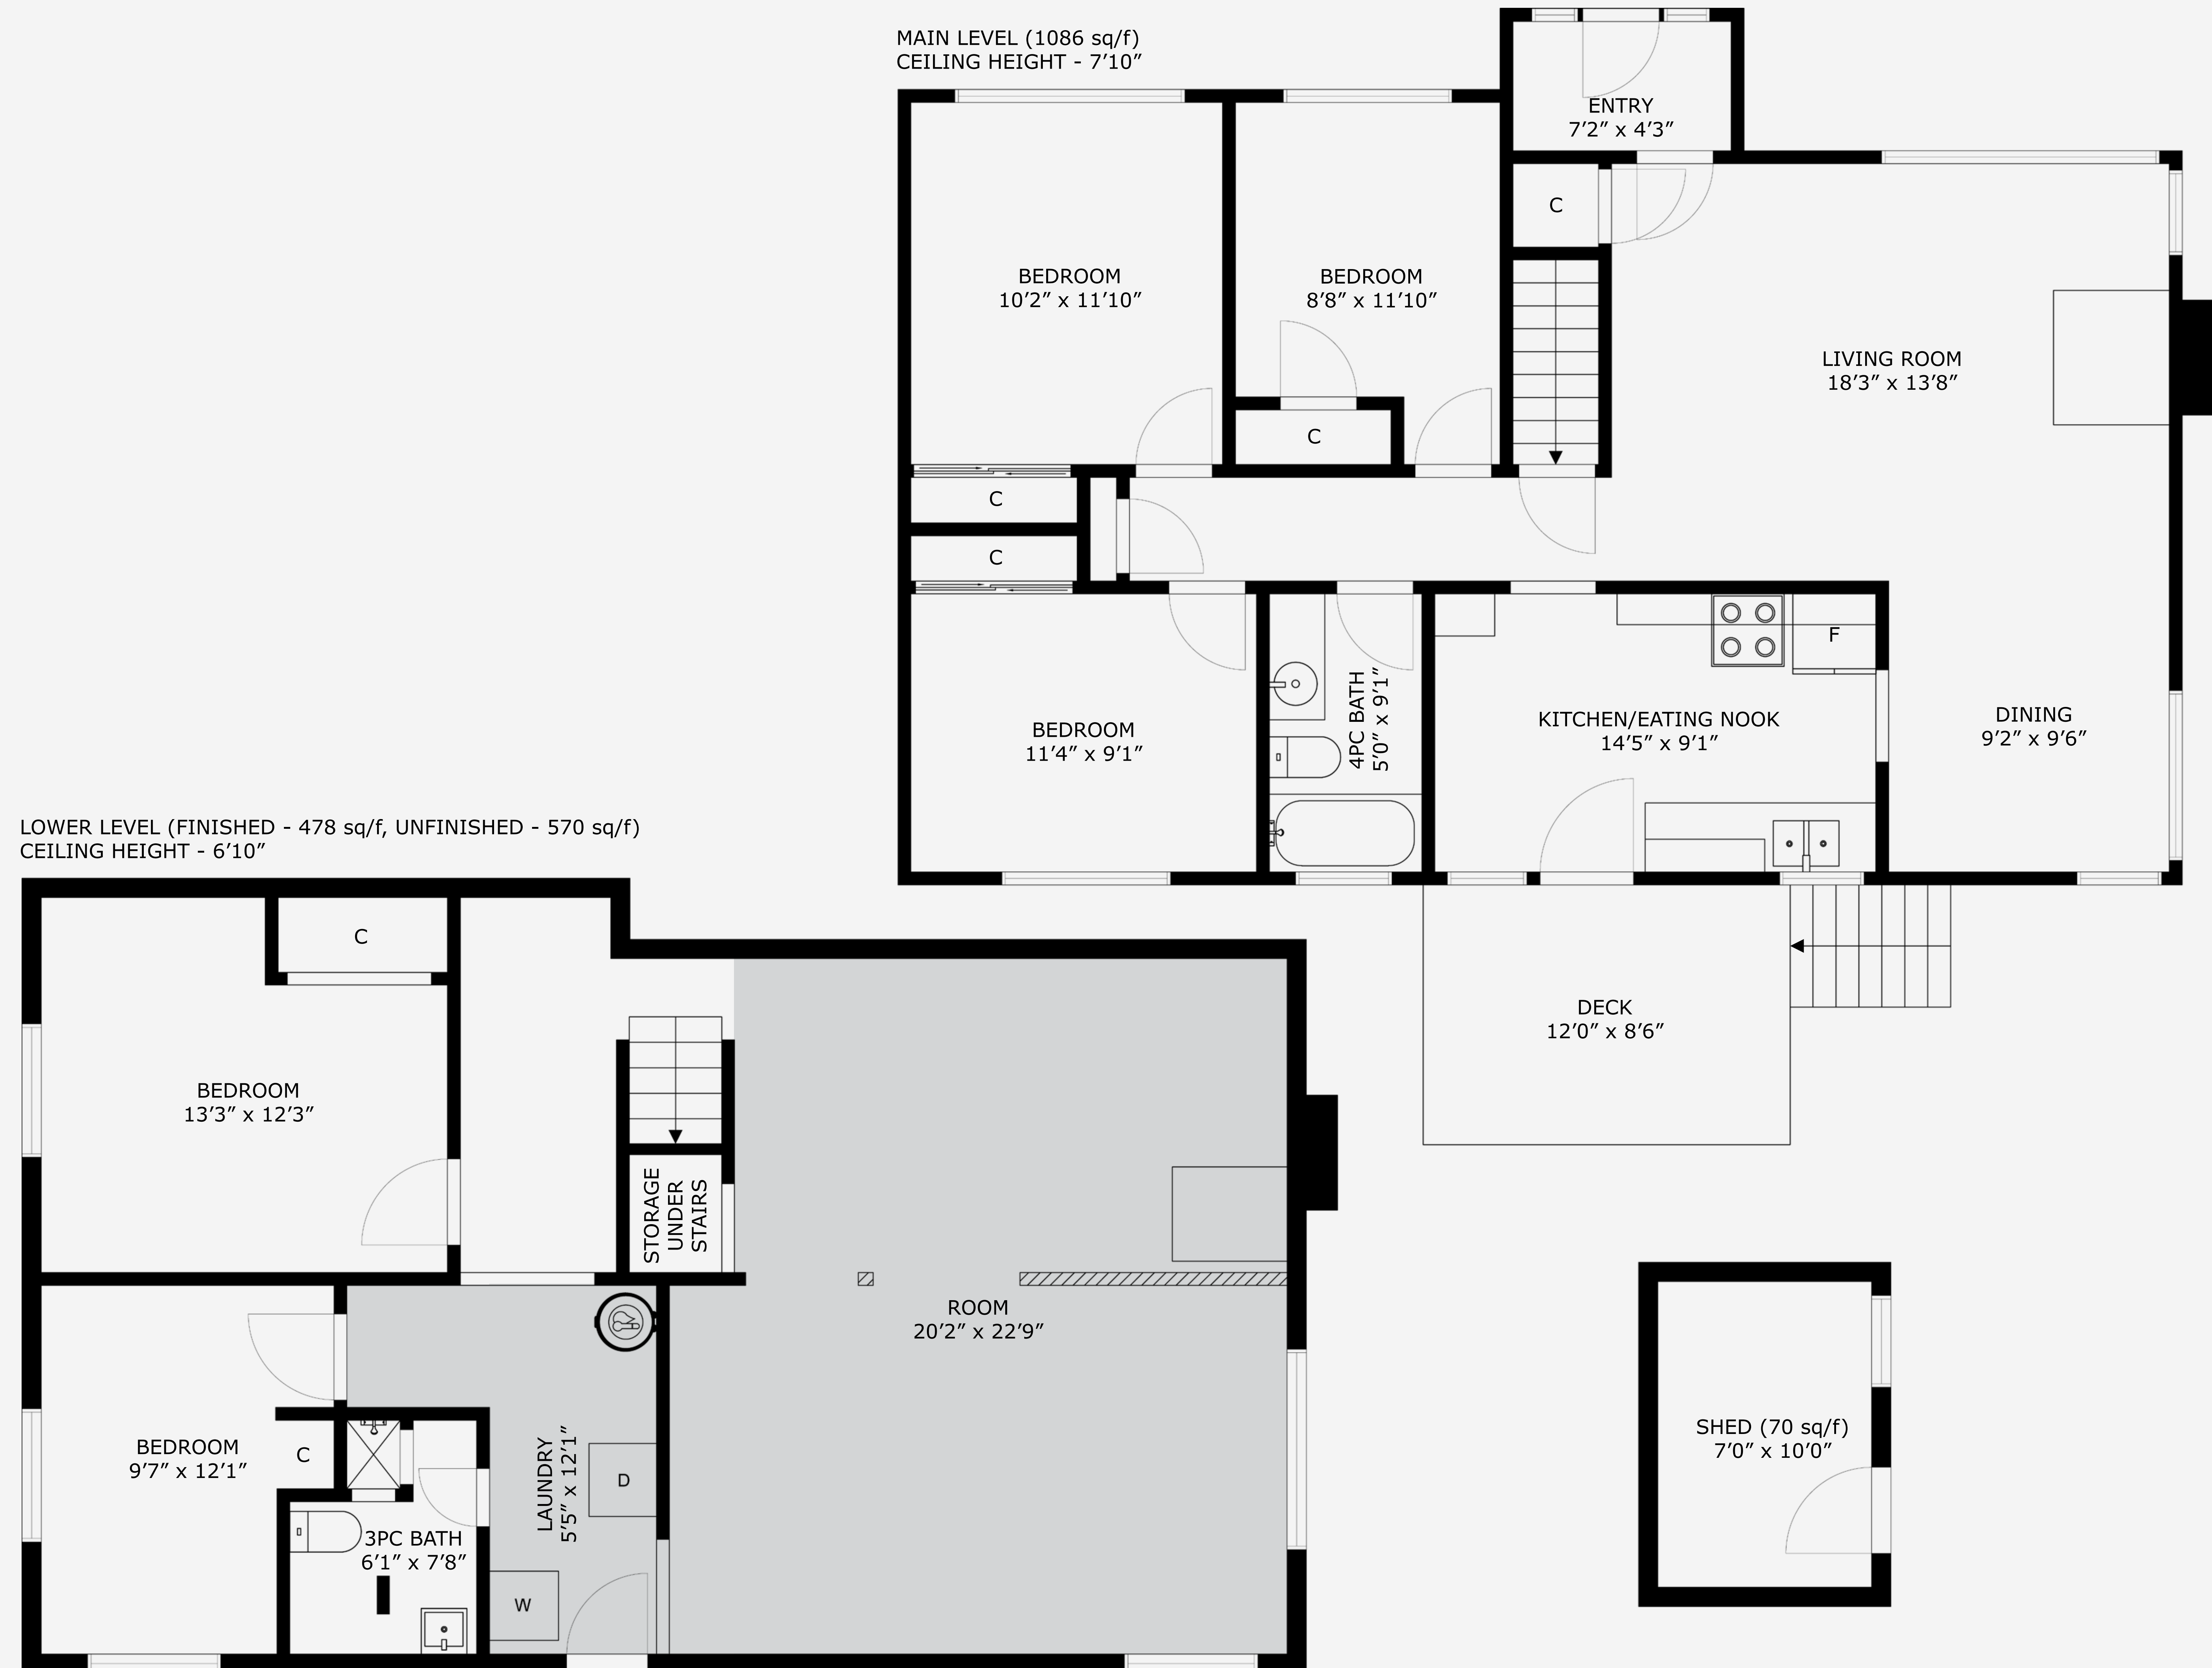 MAIN LEVEL (1086 sq/f)
CEILING HEIGHT - 7’10”
ENTRY
7’2” x 4’3”
C
BEDROOM
10’2” x 11’10”
BEDROOM
8’8” x 11’10”
LIVING ROOM
18’3” x 13’8”
C
C
C
F
BEDROOM
11’4” x 9’1”
4PC BATH
5’0” x 9’1”
KITCHEN/EATING NOOK
14’5” x 9’1”
DINING
9’2” x 9’6”
DECK
12’0” x 8’6”
LOWER LEVEL (FINISHED - 478 sq/f, UNFINISHED - 570 sq/f)
CEILING HEIGHT - 6’10”
C
BEDROOM
13’3” x 12’3”
STORAGE
UNDER
STAIRS
ROOM
20’2” x 22’9”
BEDROOM
9’7” x 12’1”
C
LAUNDRY
5’5” x 12’1”
D
3PC BATH
6’1” x 7’8”
W
SHED (70 sq/f)
7’0” x 10’0”